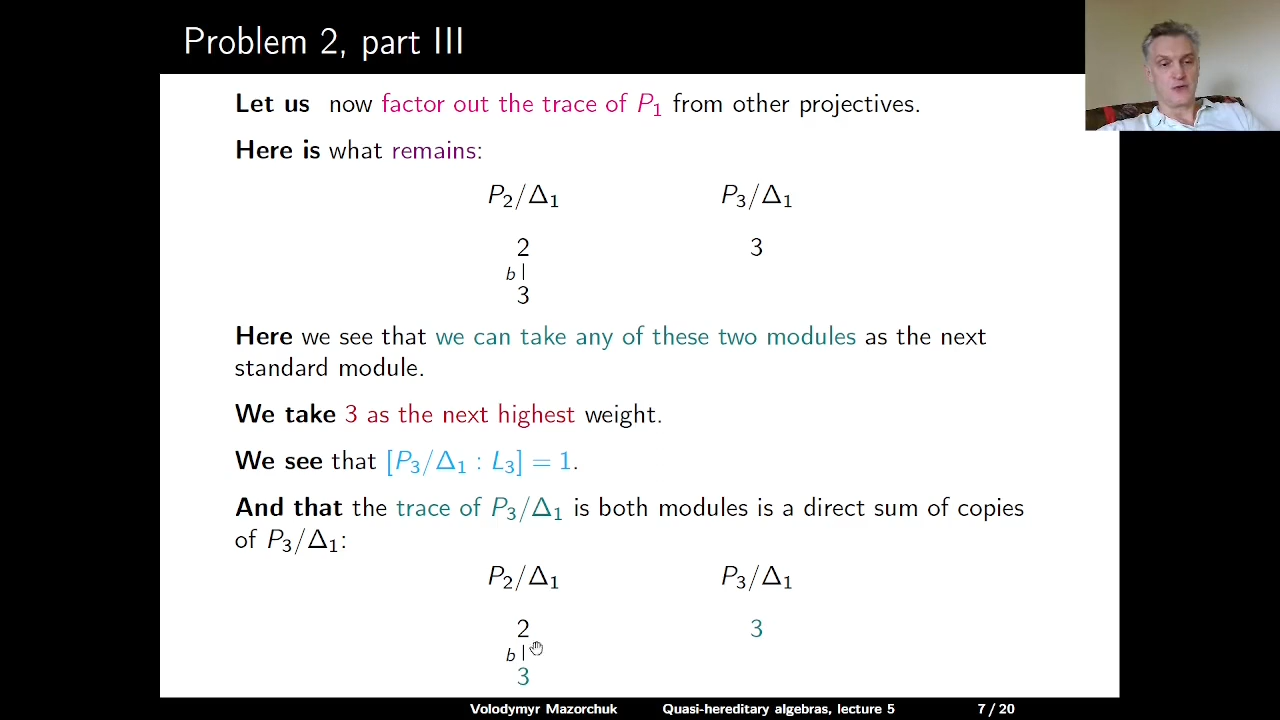 Problem 2, part III
Let us now factor out the trace of P₁ from other projectives.
Here is what remains:
P₂/Δ₁ P₃/Δ₁
2 3
b
3
Here we see that we can take any of these two modules as the next
standard module.
We take 3 as the next highest weight.
We see that [P₃/Δ₁ : L₃] = 1.
And that the trace of P₃/Δ₁ is both modules is a direct sum of copies
of P₃/Δ₁:
P₂/Δ₁ P₃/Δ₁
2 3
b
3
Volodymyr Mazorchuk Quasi-hereditary algebras, lecture 5 7 / 20